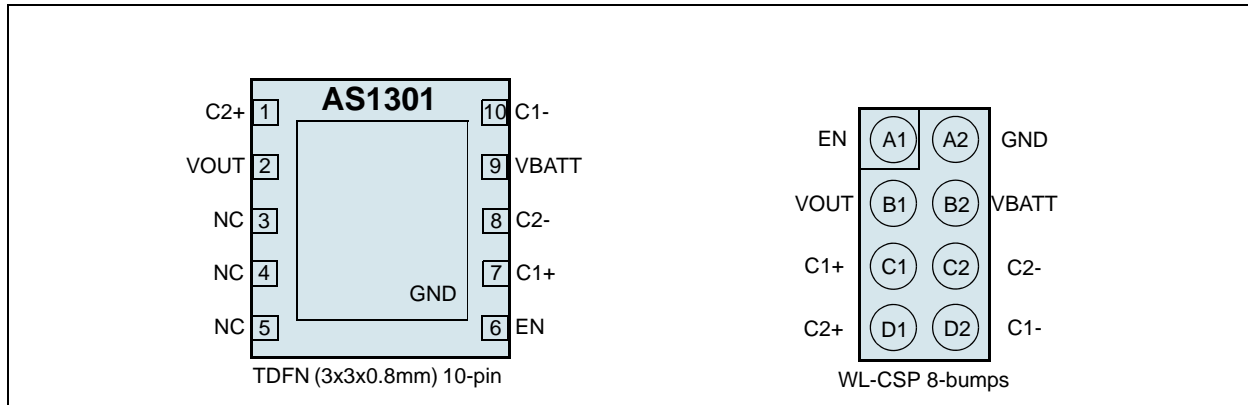 AS1301
C2+ 1 10 C1-
VOUT 2 9 VBATT
NC 3 8 C2-
NC 4 7 C1+
GND
NC 5 6 EN
TDFN (3x3x0.8mm) 10-pin
EN A1 A2 GND
VOUT B1 B2 VBATT
C1+ C1 C2 C2-
C2+ D1 D2 C1-
WL-CSP 8-bumps